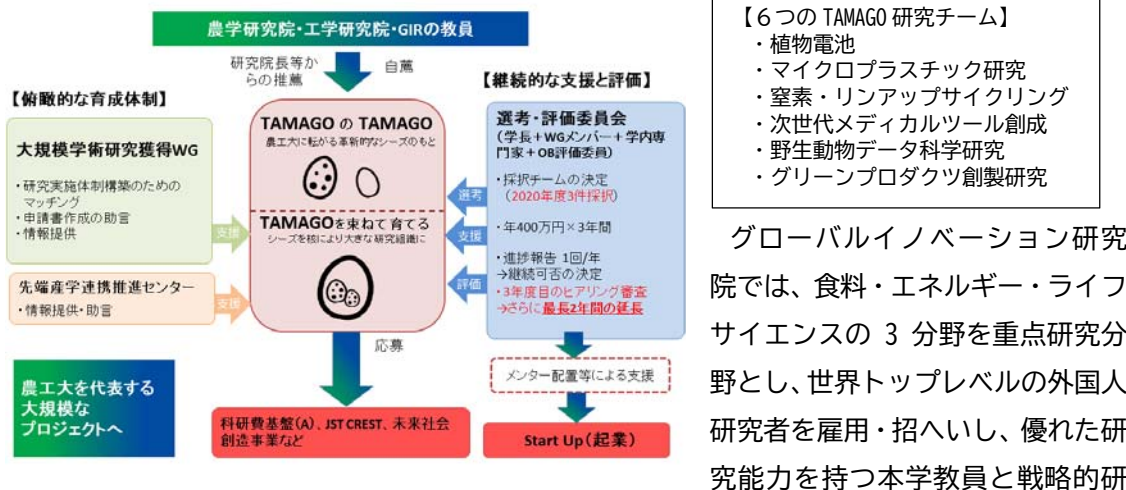 農学研究院・工学研究院・GIRの教員
研究院長等か
らの推薦
自薦
【俯瞰的な育成体制】
大規模学術研究獲得WG
・研究実施体制構築のための
マッチング
・申請書作成の助言
・情報提供
支援
先端産学連携推進センター
・情報提供・助言
支援
農工大を代表する
大規模な
プロジェクトへ
TAMAGO の TAMAGO
農工大に転がる革新的なシーズのもと
TAMAGOを束ねて育てる
シーズを核により大きな研究組織に
応募
科研費基盤(A)、JST CREST、未来社会
創造事業など
【継続的な支援と評価】
選考・評価委員会
(学長+WGメンバー+学内専
門家+OB評価委員)
・採択チームの決定
(2020年度3件採択)
・年400万円×3年間
・進捗報告 1回/年
→継続可否の決定
・3年度目のヒアリング審査
→さらに最長2年間の延長
選考
支援
評価
メンター配置等による支援
Start Up(起業)
【6つの TAMAGO 研究チーム】
・植物電池
・マイクロプラスチック研究
・窒素・リンアップサイクリング
・次世代メディカルツール創成
・野生動物データ科学研究
・グリーンプロダクツ創製研究
グローバルイノベーション研究
院では、食料・エネルギー・ライフ
サイエンスの 3 分野を重点研究分
野とし、世界トップレベルの外国人
研究者を雇用・招へいし、優れた研
究能力を持つ本学教員と戦略的研